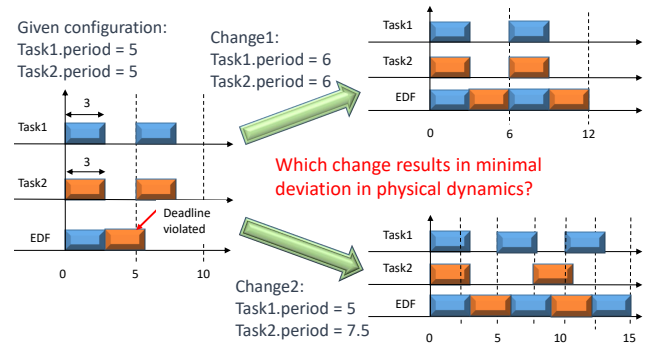 Given configuration:
Task1.period = 5
Task2.period = 5
3
Task1
3
Task2
Deadline
violated
EDF
0
5
10
Change1:
Task1.period = 6
Task2.period = 6
Task1
Task2
EDF
0
6
12
Which change results in minimal
deviation in physical dynamics?
Change2:
Task1.period = 5
Task2.period = 7.5
Task1
Task2
EDF
0
5
10
15